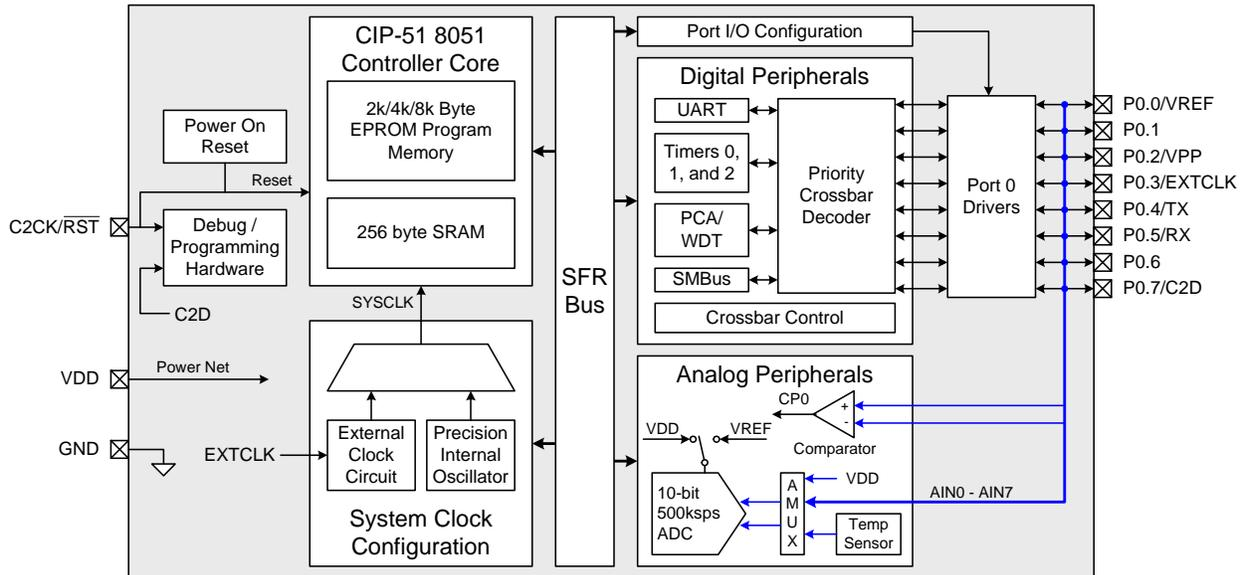 CIP-51 8051
Controller Core
2k/4k/8k Byte
EPROM Program
Memory
256 byte SRAM
Power On
Reset
Reset
C2CK/RST
Debug /
Programming
Hardware
C2D
SYSCLK
VDD
Power Net
GND
EXTCLK
External
Clock
Circuit
Precision
Internal
Oscillator
System Clock
Configuration
SFR
Bus
Port I/O Configuration
Digital Peripherals
UART
Timers 0,
1, and 2
PCA/
WDT
SMBus
Priority
Crossbar
Decoder
Crossbar Control
Port 0
Drivers
P0.0/VREF
P0.1
P0.2/VPP
P0.3/EXTCLK
P0.4/TX
P0.5/RX
P0.6
P0.7/C2D
Analog Peripherals
CP0
+
-
Comparator
VDD
VREF
10-bit
500ksps
ADC
A
M
U
X
VDD
AIN0 - AIN7
Temp
Sensor